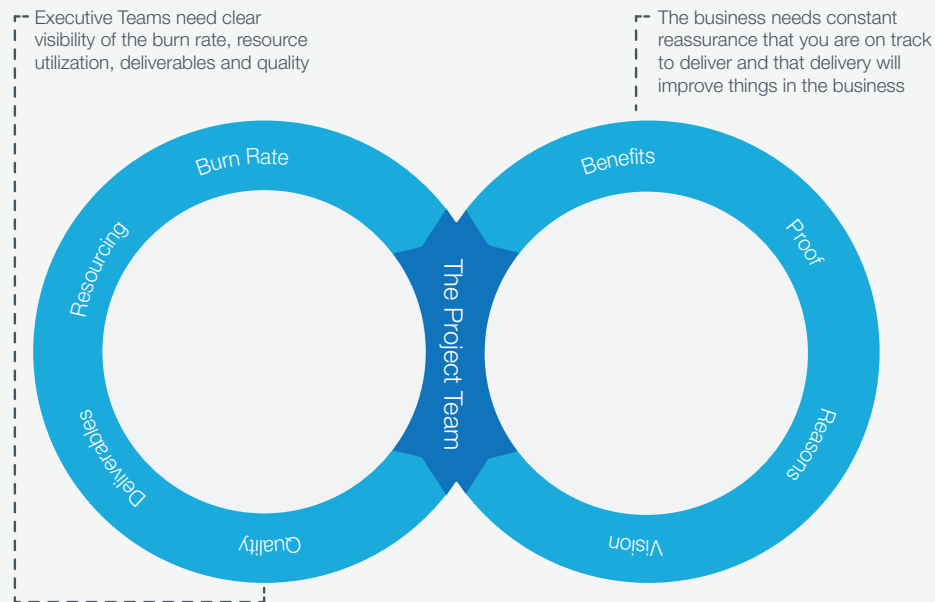 Executive Teams need clear
visibility of the burn rate, resource
utilization, deliverables and quality
The business needs constant
reassurance that you are on track
to deliver and that delivery will
improve things in the business
Burn Rate
Resourcing
Deliverables
Quality
The Project Team
Benefits
Proof
Reasons
Vision